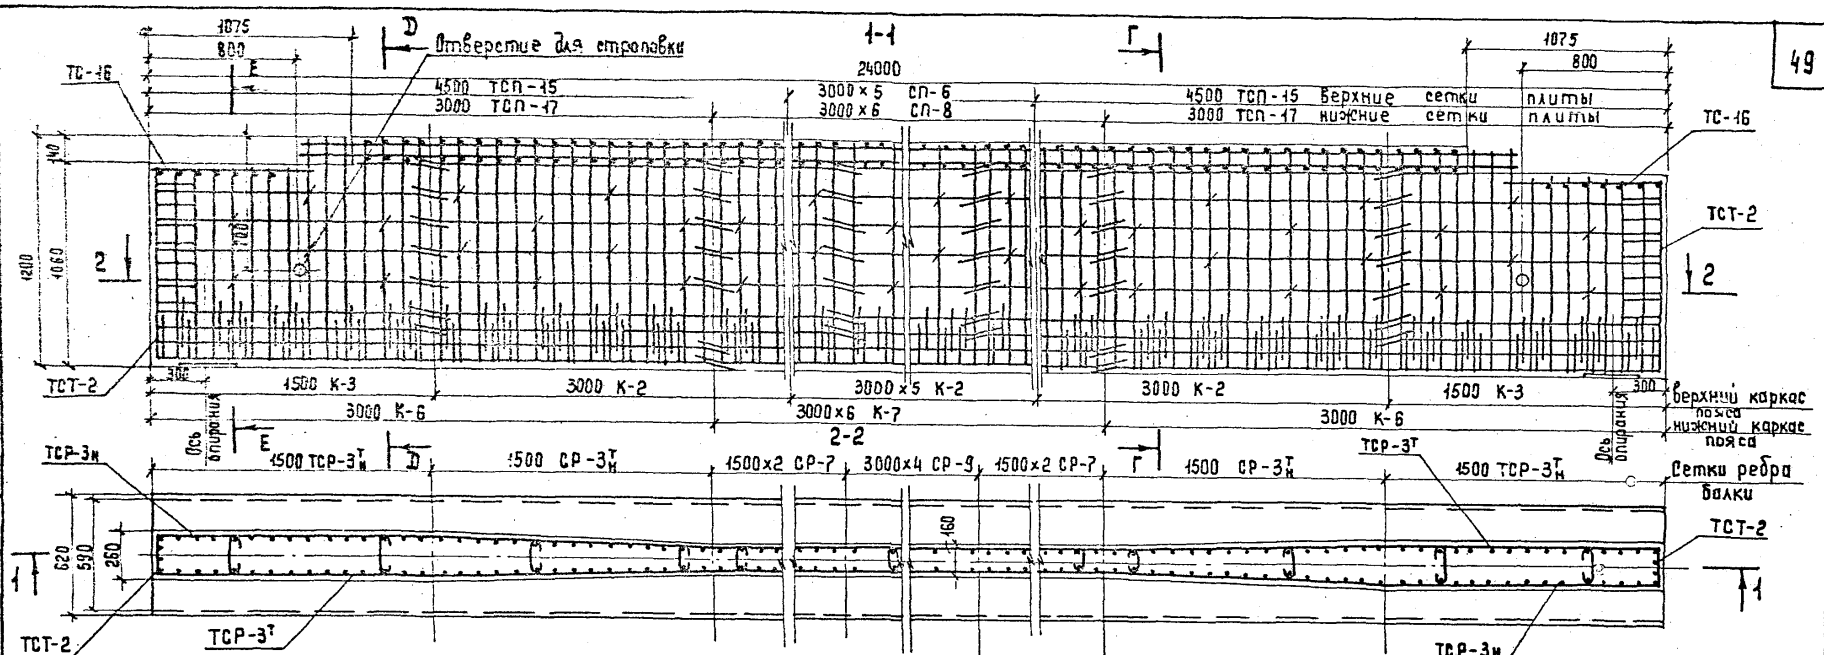 1075
Д
Отверстие для строповки
1-1
Г
1075
49
800
800
ТС-16
Е
24000
4500 ТСП-15
3000 × 5 СП-6
4500 ТСП-15 верхние сетки плиты
3000 ТСП-17
3000 × 6 СП-8
3000 ТСП-17 нижние сетки плиты
ТС-16
140
1200
1060
700
2
2
ТСТ-2
ТСТ-2
300
1500 К-3
3000 К-2
3000×5 К-2
3000 К-2
1500 К-3
300
верхний каркас пояса
3000 К-6
3000×6 К-7
3000 К-6
нижний каркас пояса
Ось опирания
Е
Д
2-2
Г
Ось опирания
ТСР-3н
1500 ТСР-3Тн
1500 СР-3Тн
1500×2 СР-7
3000×4 СР-9
1500×2 СР-7
1500 СР-3Тн
ТСР-3Т
1500 ТСР-3Тн
Сетки ребра балки
620
590
260
160
1
1
ТСТ-2
ТСТ-2
ТСР-3Т
ТСР-3н